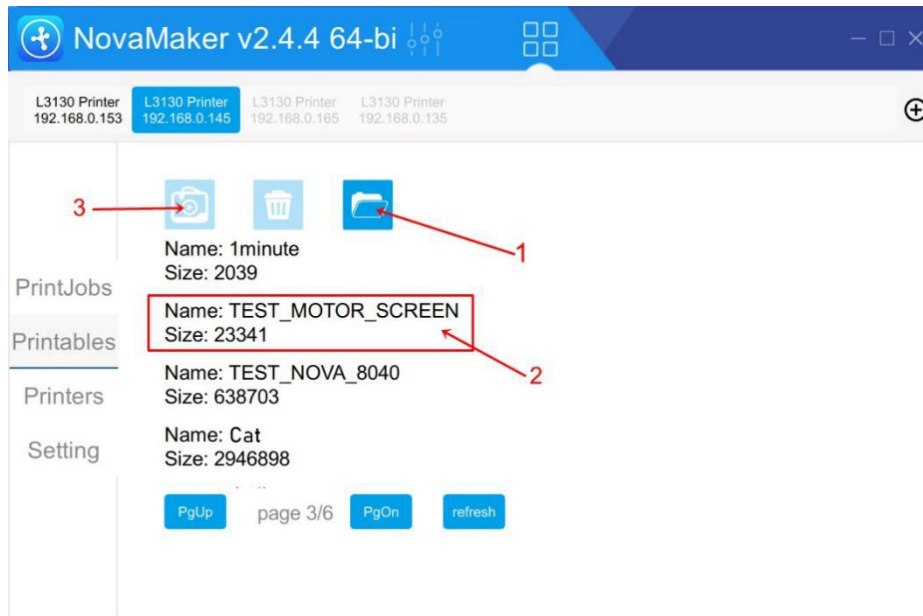 NovaMaker v2.4.4 64-bi
L3130 Printer
192.168.0.153
L3130 Printer
192.168.0.145
L3130 Printer
192.168.0.165
L3130 Printer
192.168.0.135
3
1
Name: 1minute
Size: 2039
PrintJobs
Name: TEST_MOTOR_SCREEN
Size: 23341
Printables
2
Name: TEST_NOVA_8040
Size: 638703
Printers
Name: Cat
Size: 2946898
Setting
PgUp
page 3/6
PgOn
refresh